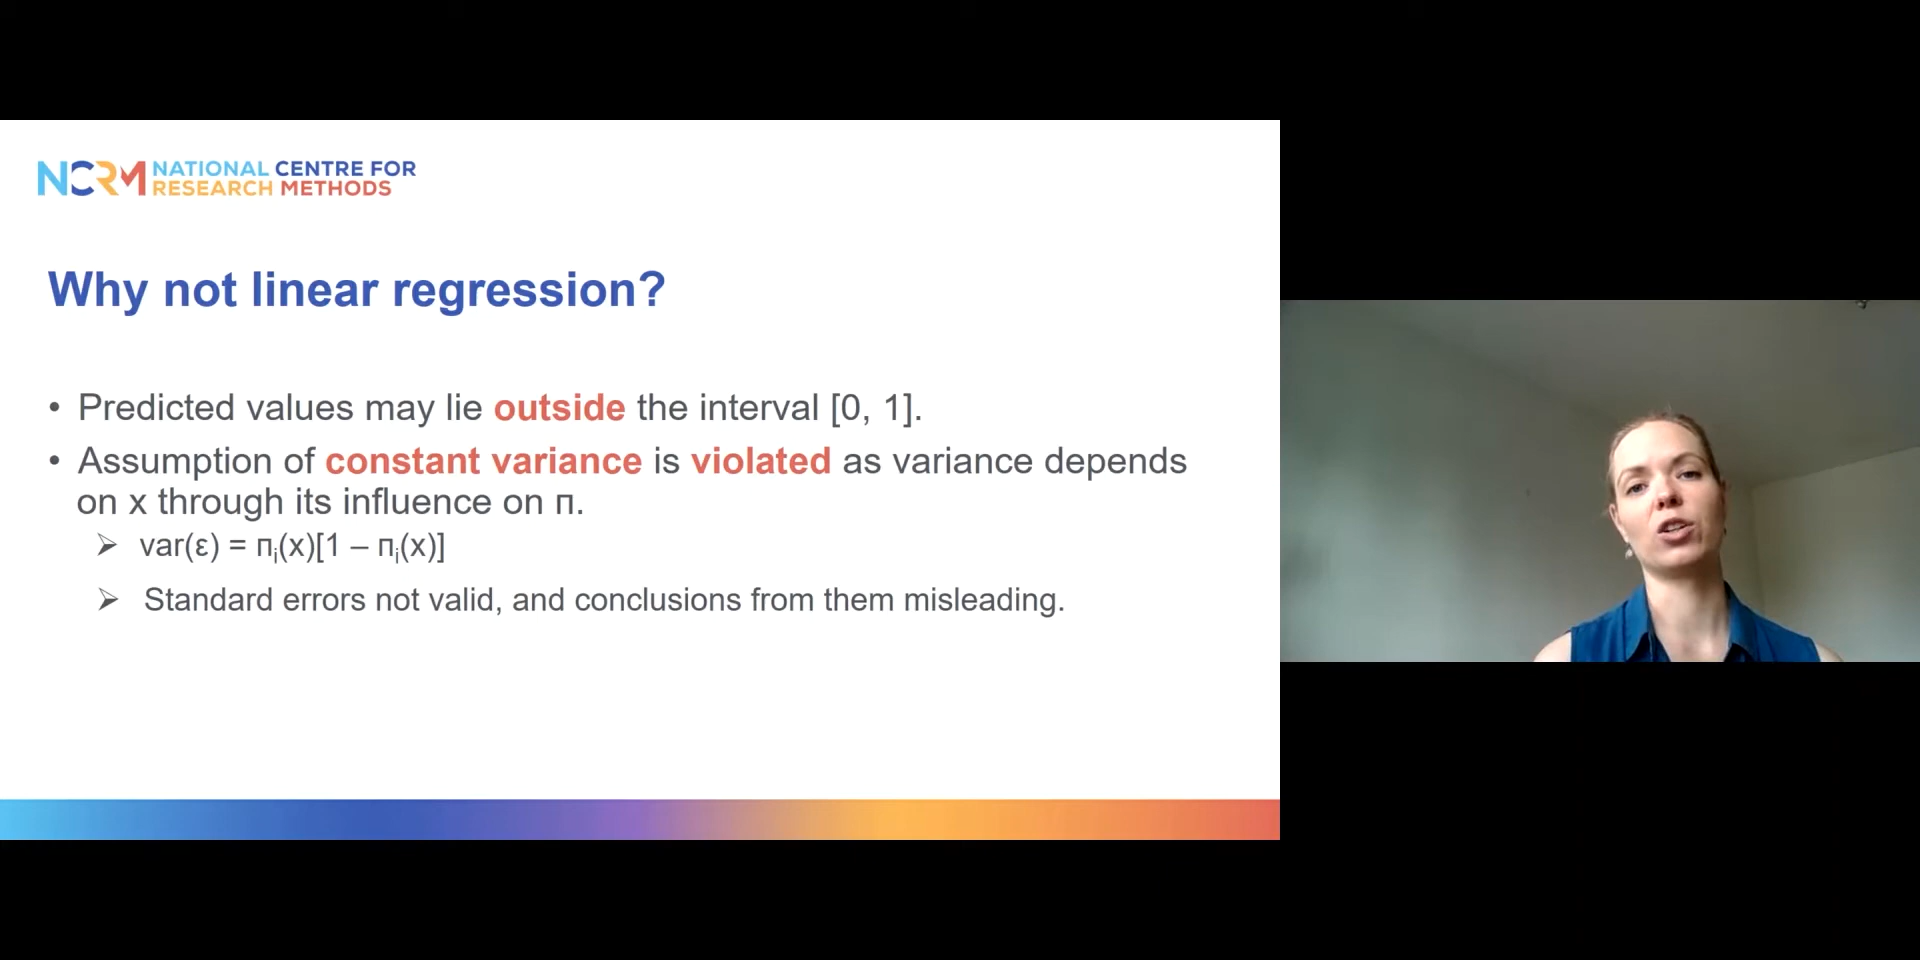 NCRM NATIONAL CENTRE FOR
RESEARCH METHODS
Why not linear regression?
• Predicted values may lie outside the interval [0, 1].
• Assumption of constant variance is violated as variance depends
on x through its influence on π.
➢ var(ε) = πᵢ(x)[1 – πᵢ(x)]
➢ Standard errors not valid, and conclusions from them misleading.